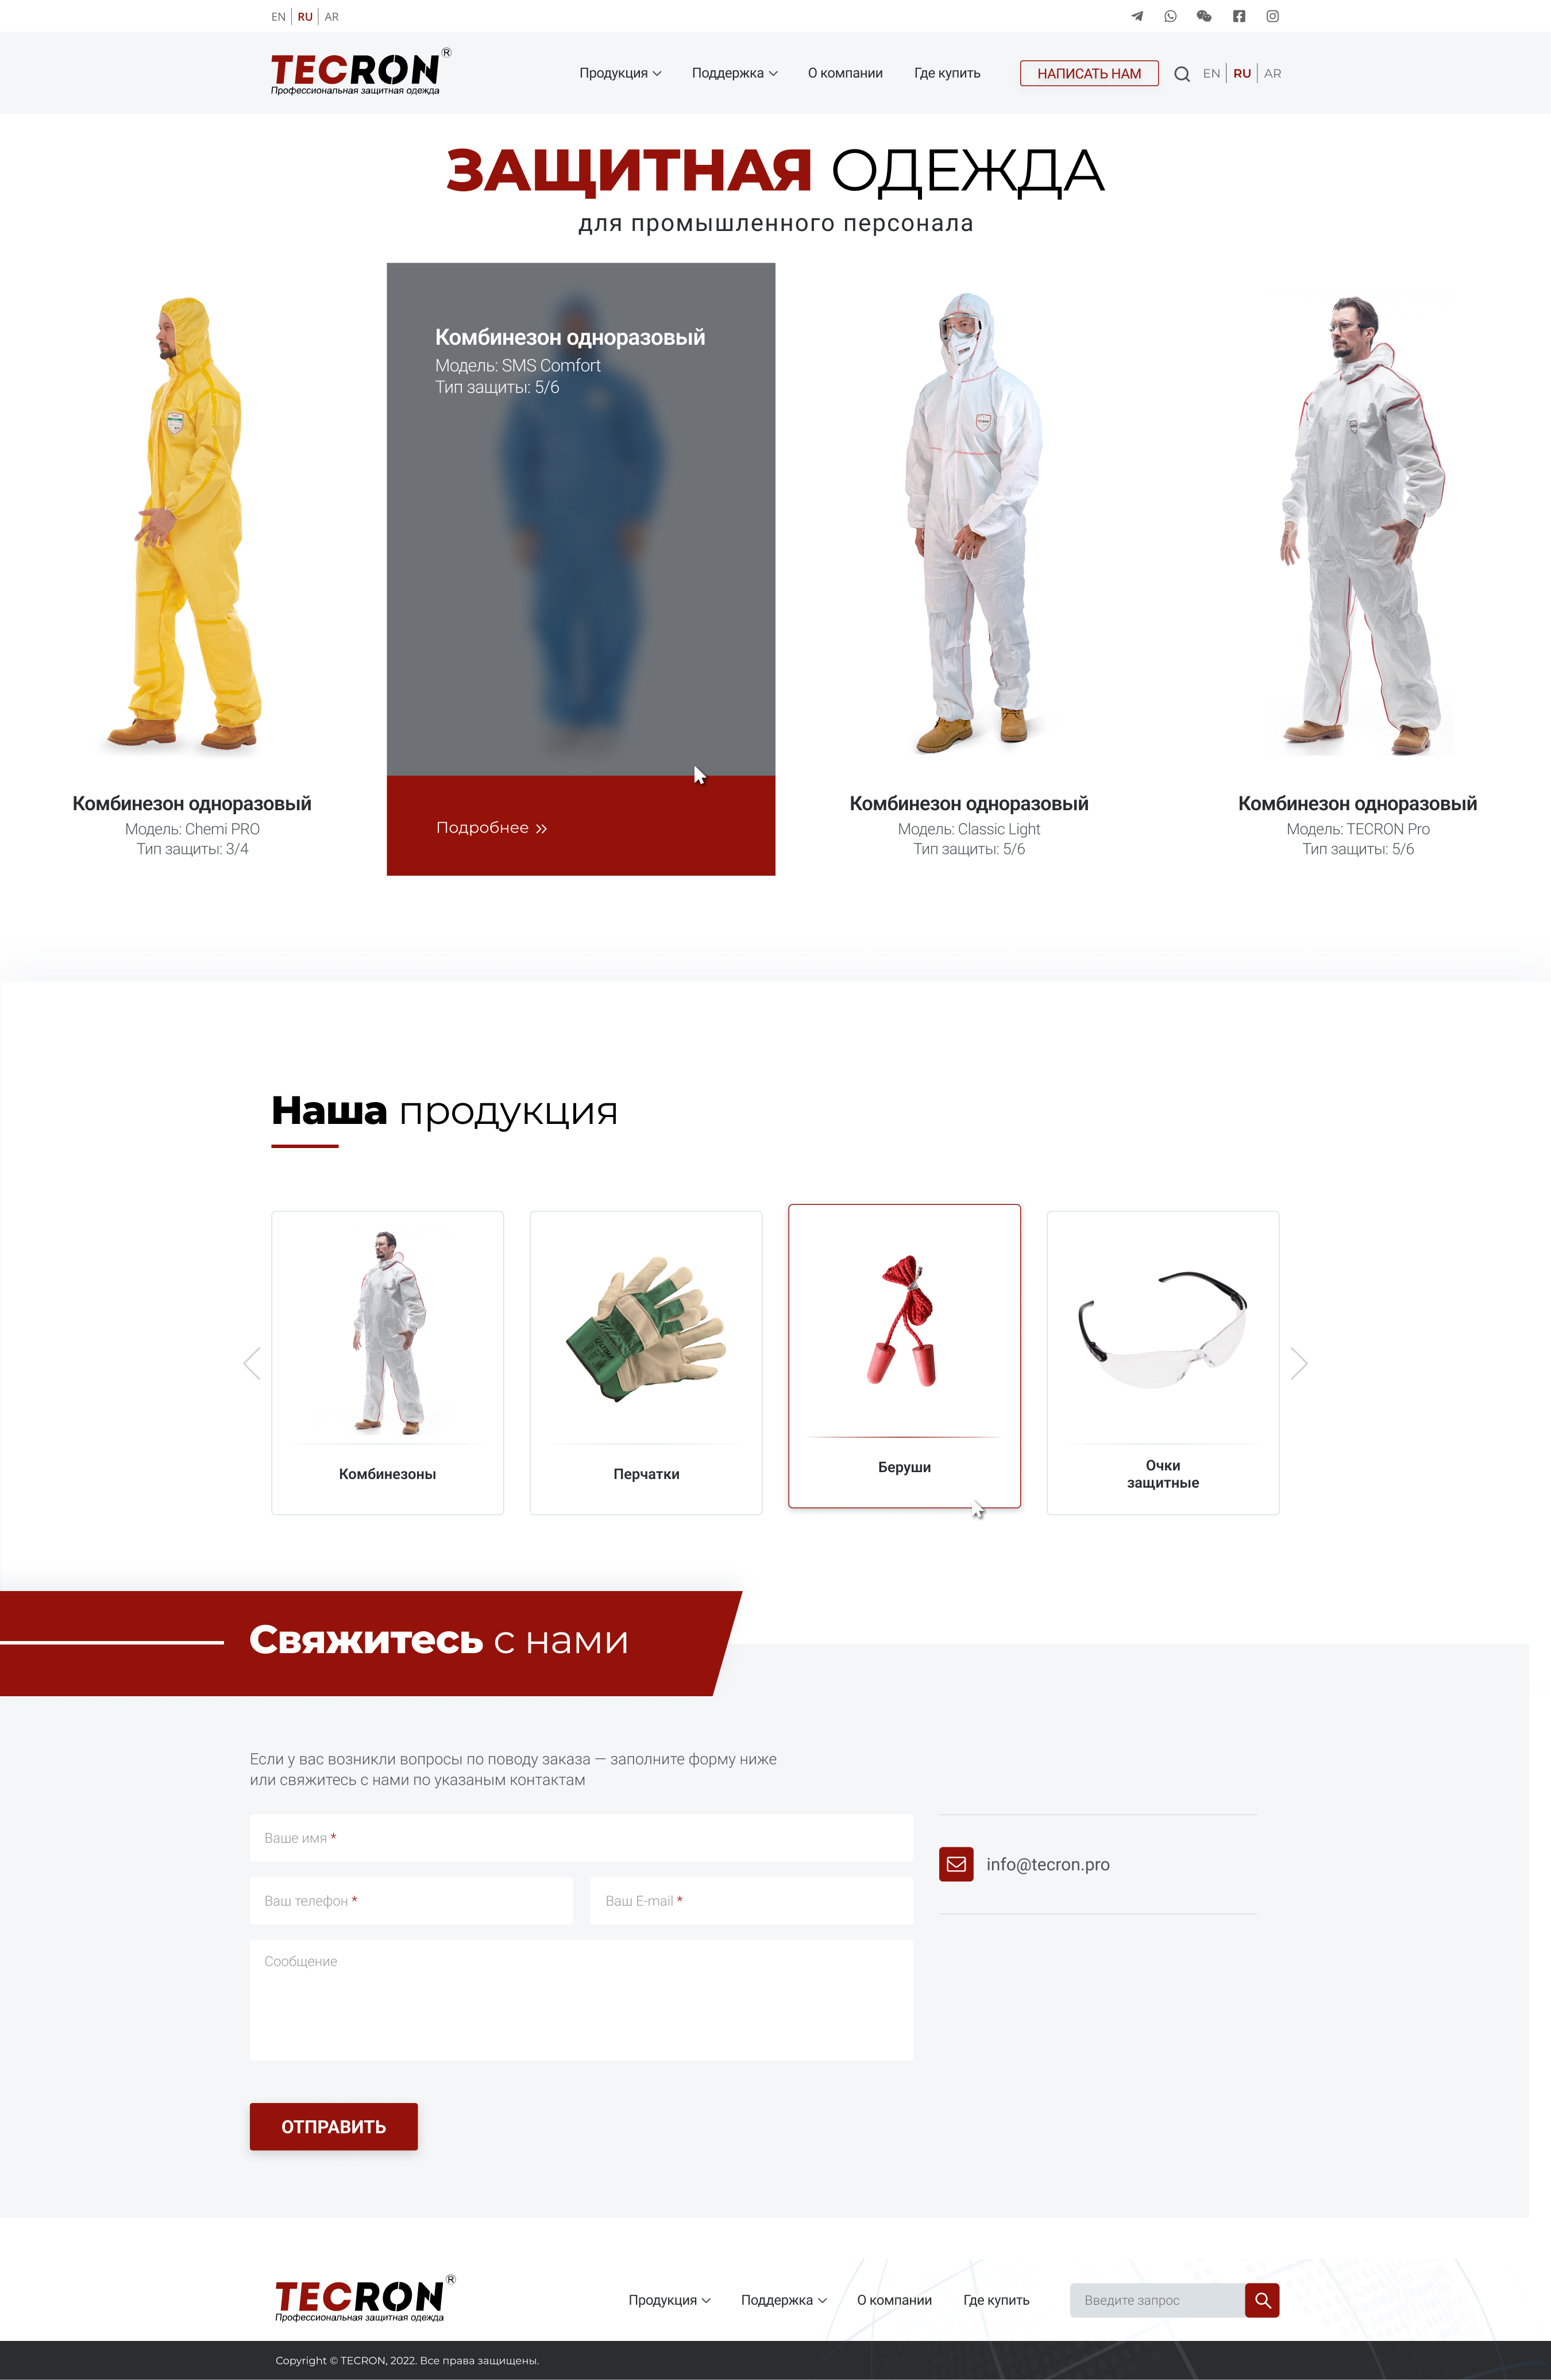 EN RU AR
TECRON®
Профессиональная защитная одежда
Продукция Поддержка О компании Где купить НАПИСАТЬ НАМ EN RU AR
ЗАЩИТНАЯ ОДЕЖДА
для промышленного персонала
Комбинезон одноразовый
Модель: Chemi PRO
Тип защиты: 3/4
Комбинезон одноразовый
Модель: SMS Comfort
Тип защиты: 5/6
Подробнее »
TECRON
TECRON
Комбинезон одноразовый
Модель: Classic Light
Тип защиты: 5/6
Комбинезон одноразовый
Модель: TECRON Pro
Тип защиты: 5/6
Наша продукция
Комбинезоны
Перчатки
Беруши
Очки
защитные
Свяжитесь с нами
Если у вас возникли вопросы по поводу заказа — заполните форму ниже
или свяжитесь с нами по указаным контактам
Ваше имя *
Ваш телефон * Ваш E-mail *
Сообщение
info@tecron.pro
ОТПРАВИТЬ
TECRON®
Профессиональная защитная одежда
Продукция Поддержка О компании Где купить Введите запрос
Copyright © TECRON, 2022. Все права защищены.